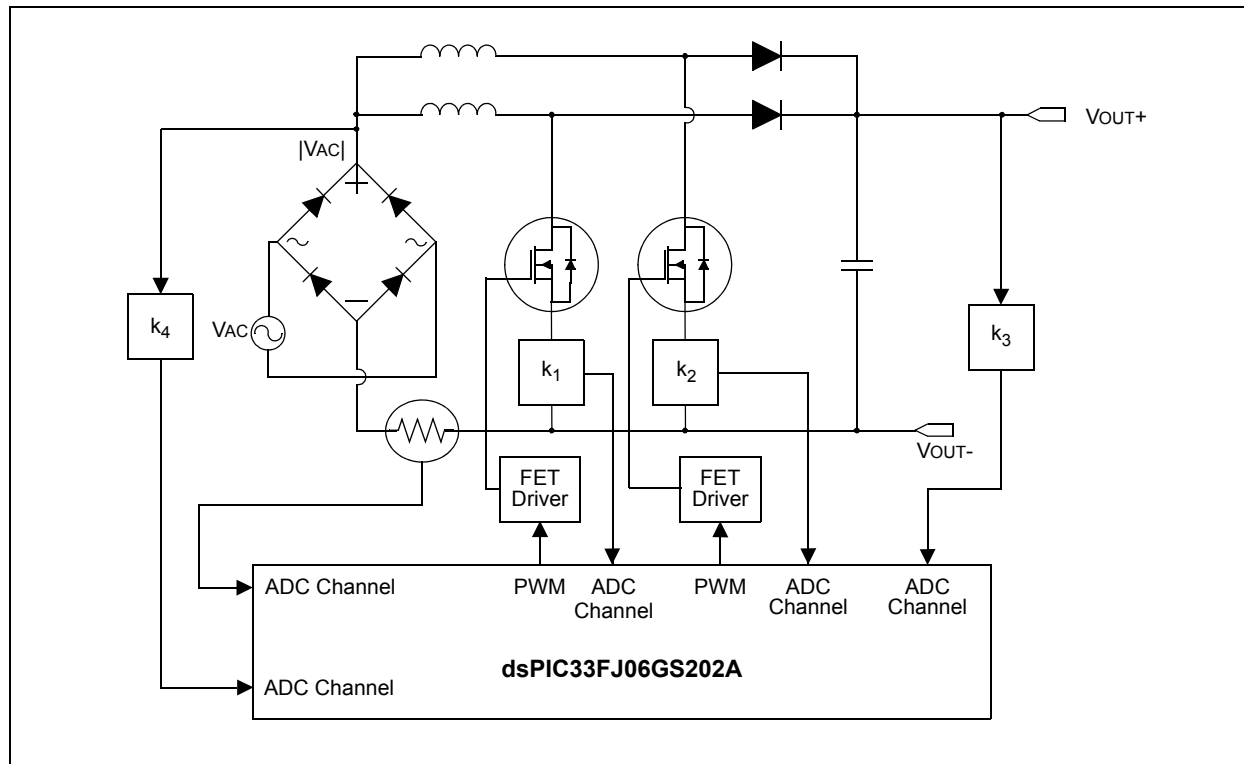 |VAC|
VOUT+
k4
VAC
k1
k2
k3
VOUT-
FET
Driver
FET
Driver
ADC Channel
PWM
ADC
Channel
PWM
ADC
Channel
ADC
Channel
dsPIC33FJ06GS202A
ADC Channel